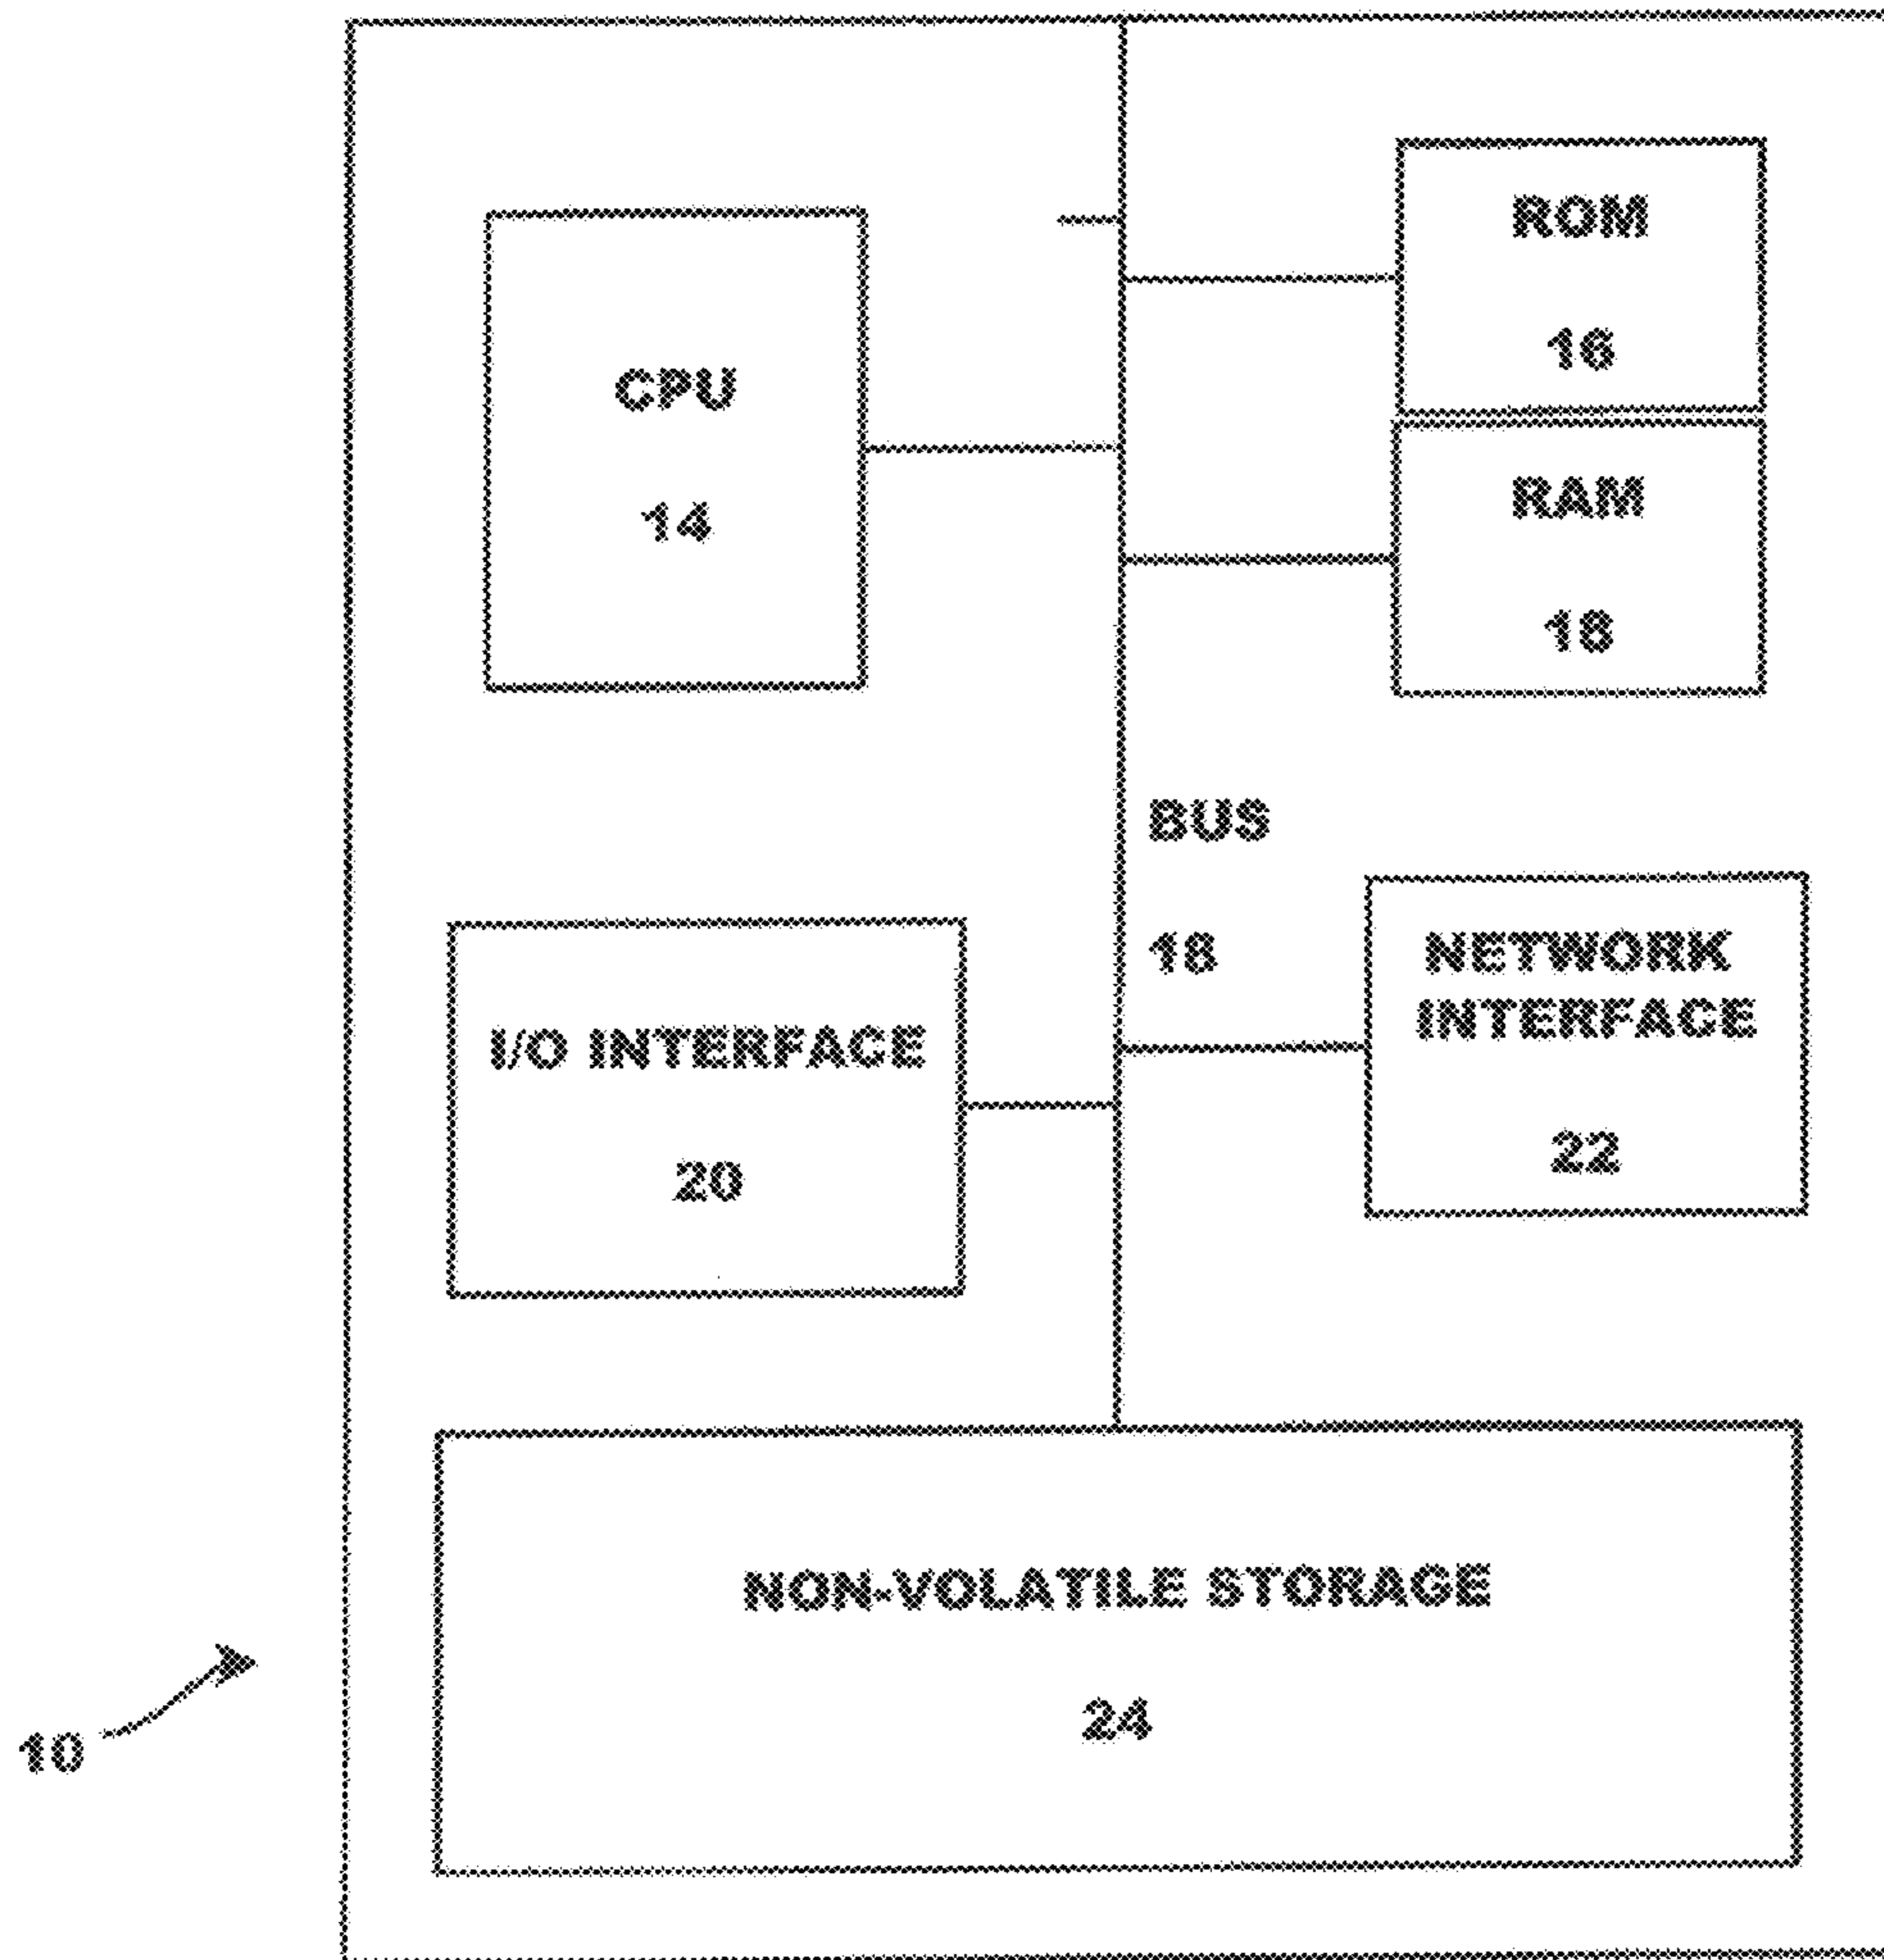 ROM
16
CPU
14
RAM
18
BUS
18
NETWORK
INTERFACE
22
I/O INTERFACE
20
NON-VOLATILE STORAGE
24
10